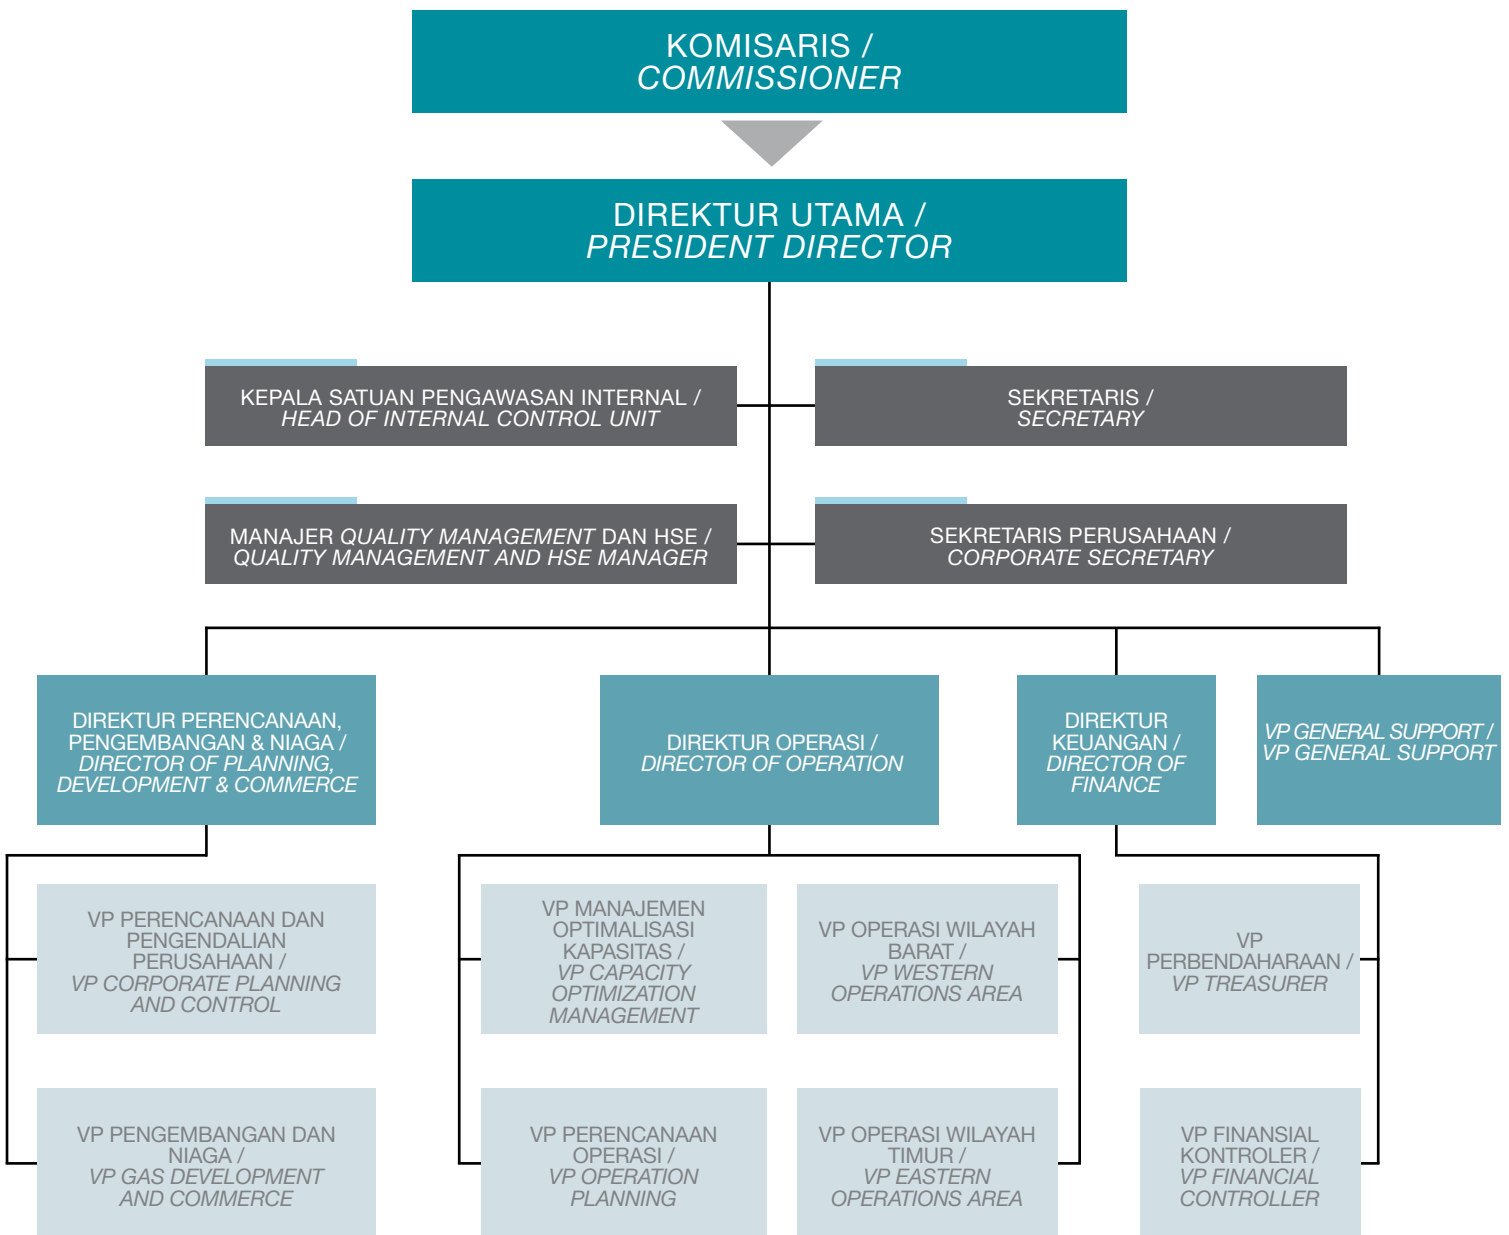 KOMISARIS /
COMMISSIONER
DIREKTUR UTAMA /
PRESIDENT DIRECTOR
KEPALA SATUAN PENGAWASAN INTERNAL /
HEAD OF INTERNAL CONTROL UNIT
SEKRETARIS /
SECRETARY
MANAJER QUALITY MANAGEMENT DAN HSE /
QUALITY MANAGEMENT AND HSE MANAGER
SEKRETARIS PERUSAHAAN /
CORPORATE SECRETARY
DIREKTUR PERENCANAAN,
PENGEMBANGAN & NIAGA /
DIRECTOR OF PLANNING,
DEVELOPMENT & COMMERCE
DIREKTUR OPERASI /
DIRECTOR OF OPERATION
DIREKTUR
KEUANGAN /
DIRECTOR OF
FINANCE
VP GENERAL SUPPORT /
VP GENERAL SUPPORT
VP PERENCANAAN DAN
PENGENDALIAN
PERUSAHAAN /
VP CORPORATE PLANNING
AND CONTROL
VP MANAJEMEN
OPTIMALISASI
KAPASITAS /
VP CAPACITY
OPTIMIZATION
MANAGEMENT
VP OPERASI WILAYAH
BARAT /
VP WESTERN
OPERATIONS AREA
VP
PERBENDAHARAAN /
VP TREASURER
VP PENGEMBANGAN DAN
NIAGA /
VP GAS DEVELOPMENT
AND COMMERCE
VP PERENCANAAN
OPERASI /
VP OPERATION
PLANNING
VP OPERASI WILAYAH
TIMUR /
VP EASTERN
OPERATIONS AREA
VP FINANSIAL
KONTROLER /
VP FINANCIAL
CONTROLLER